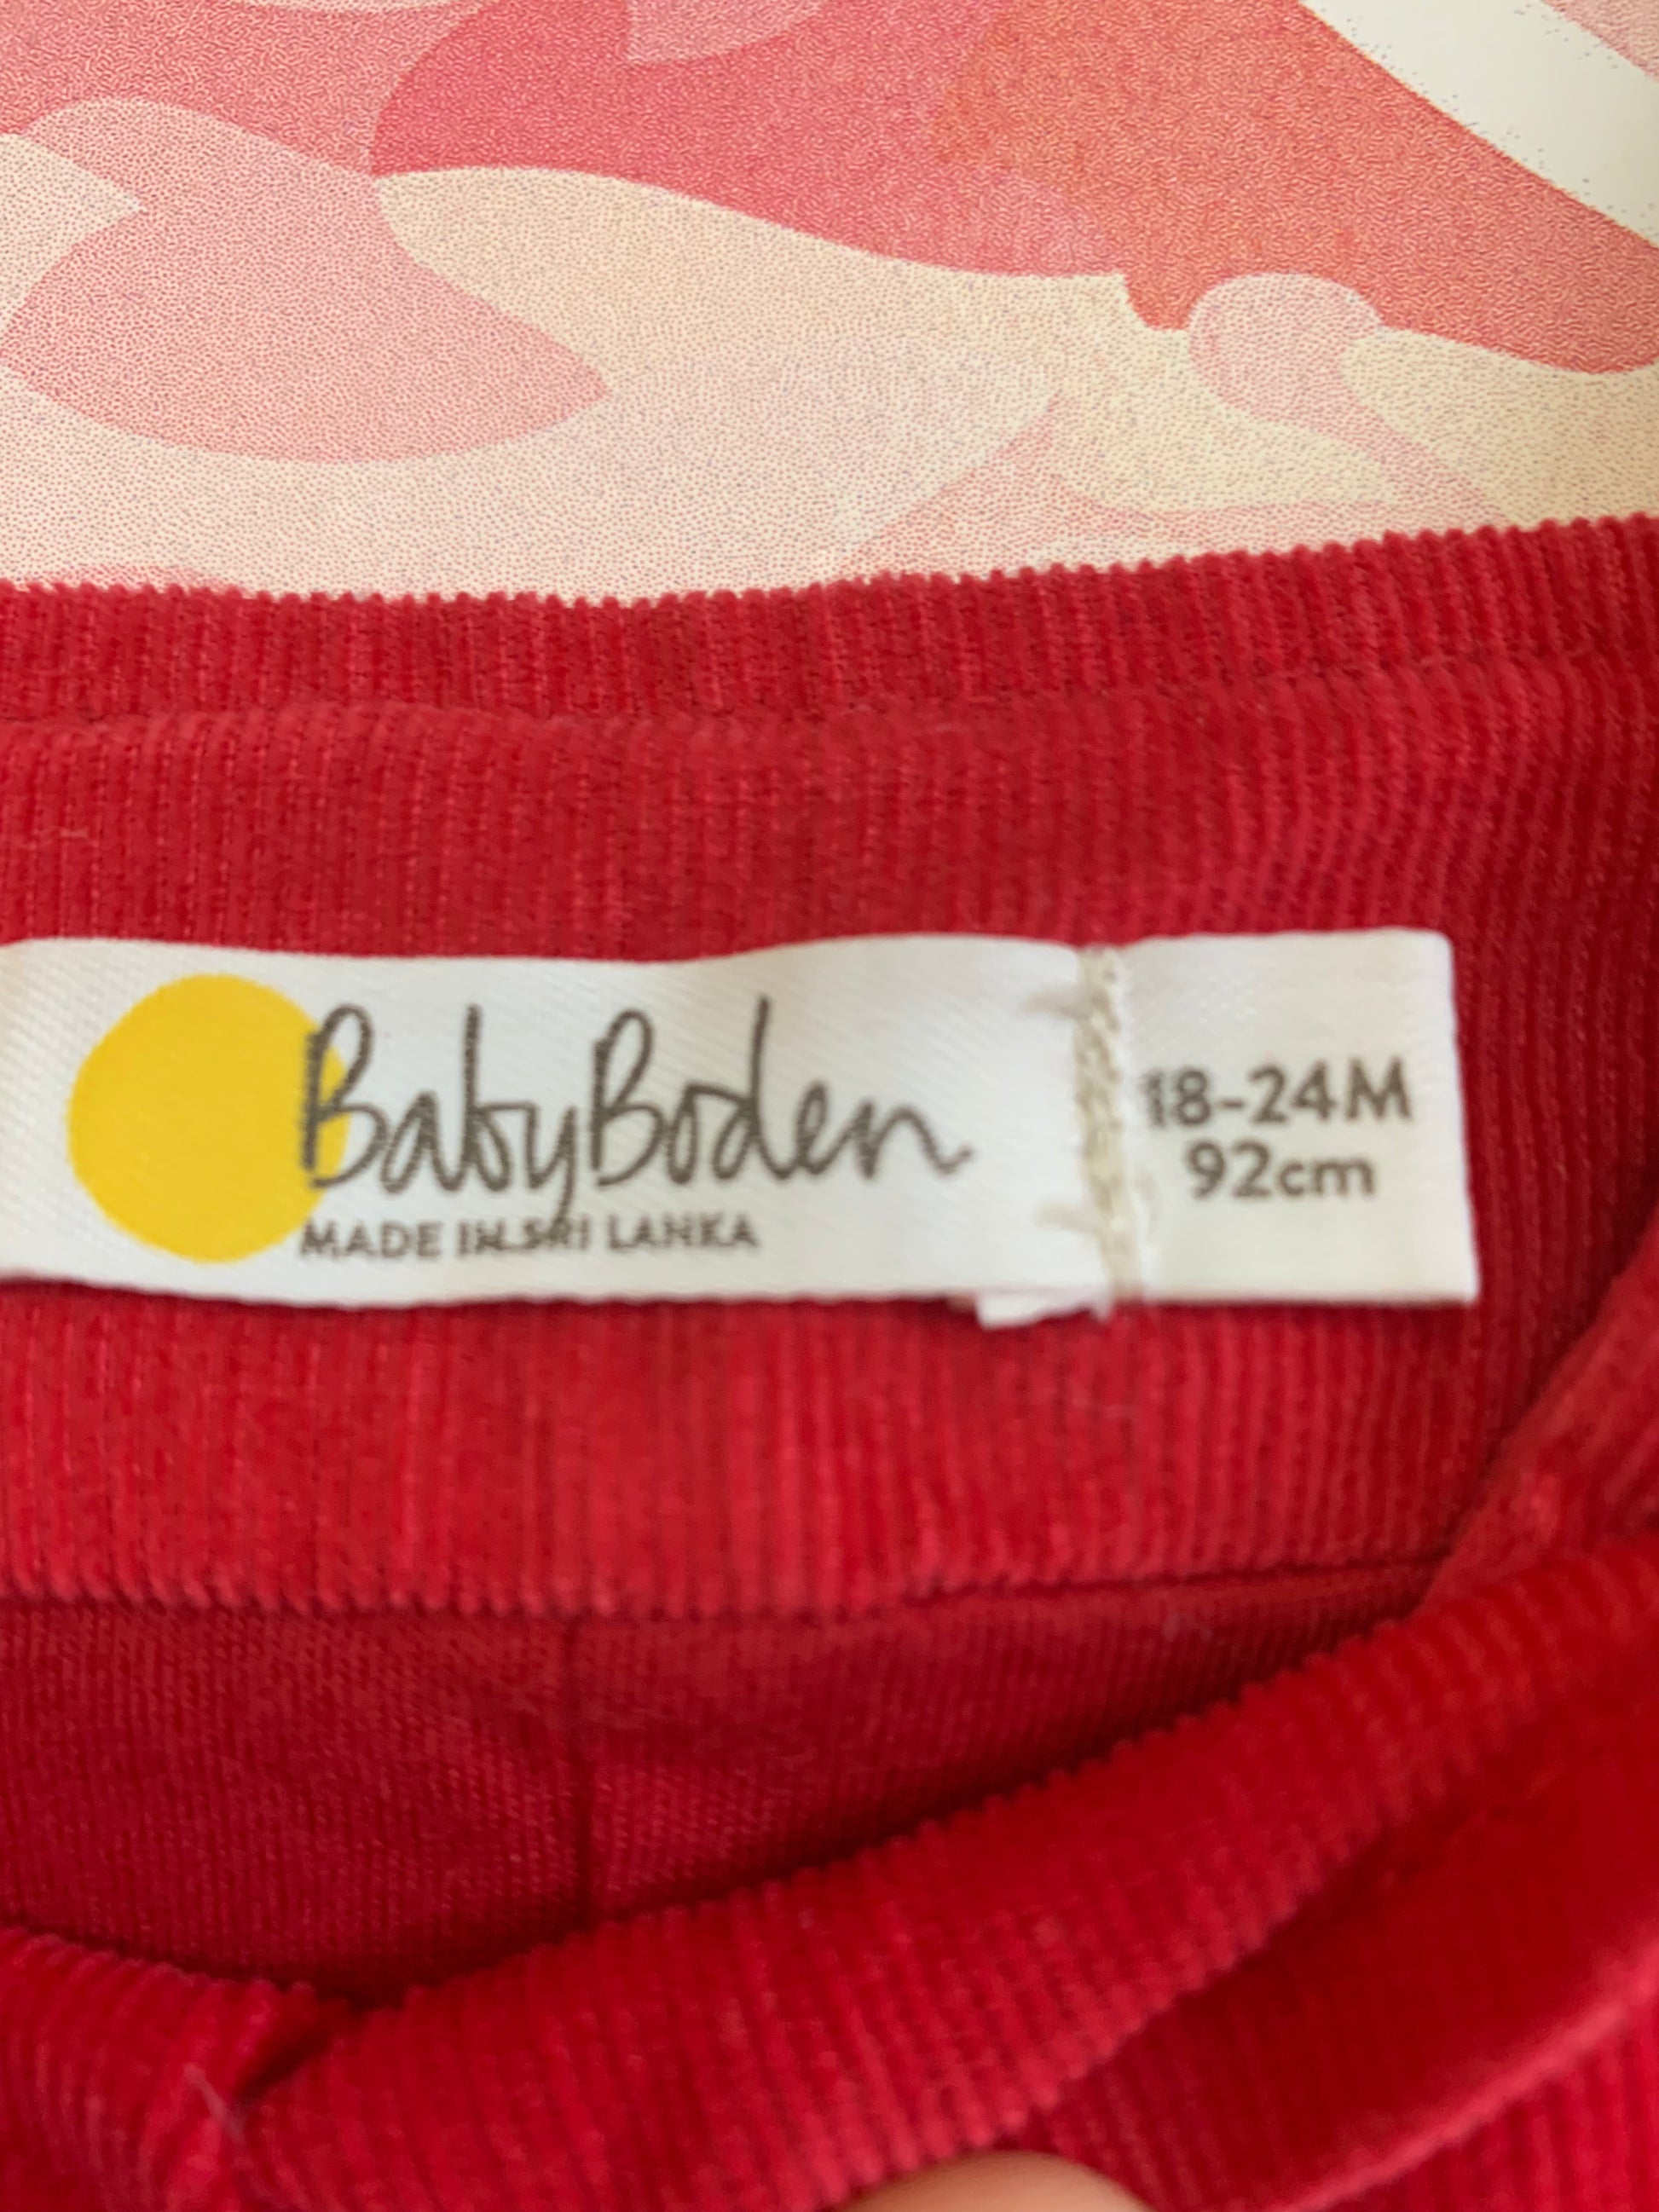 BabyBoden
MADE IN SRI LANKA
18-24M
92cm